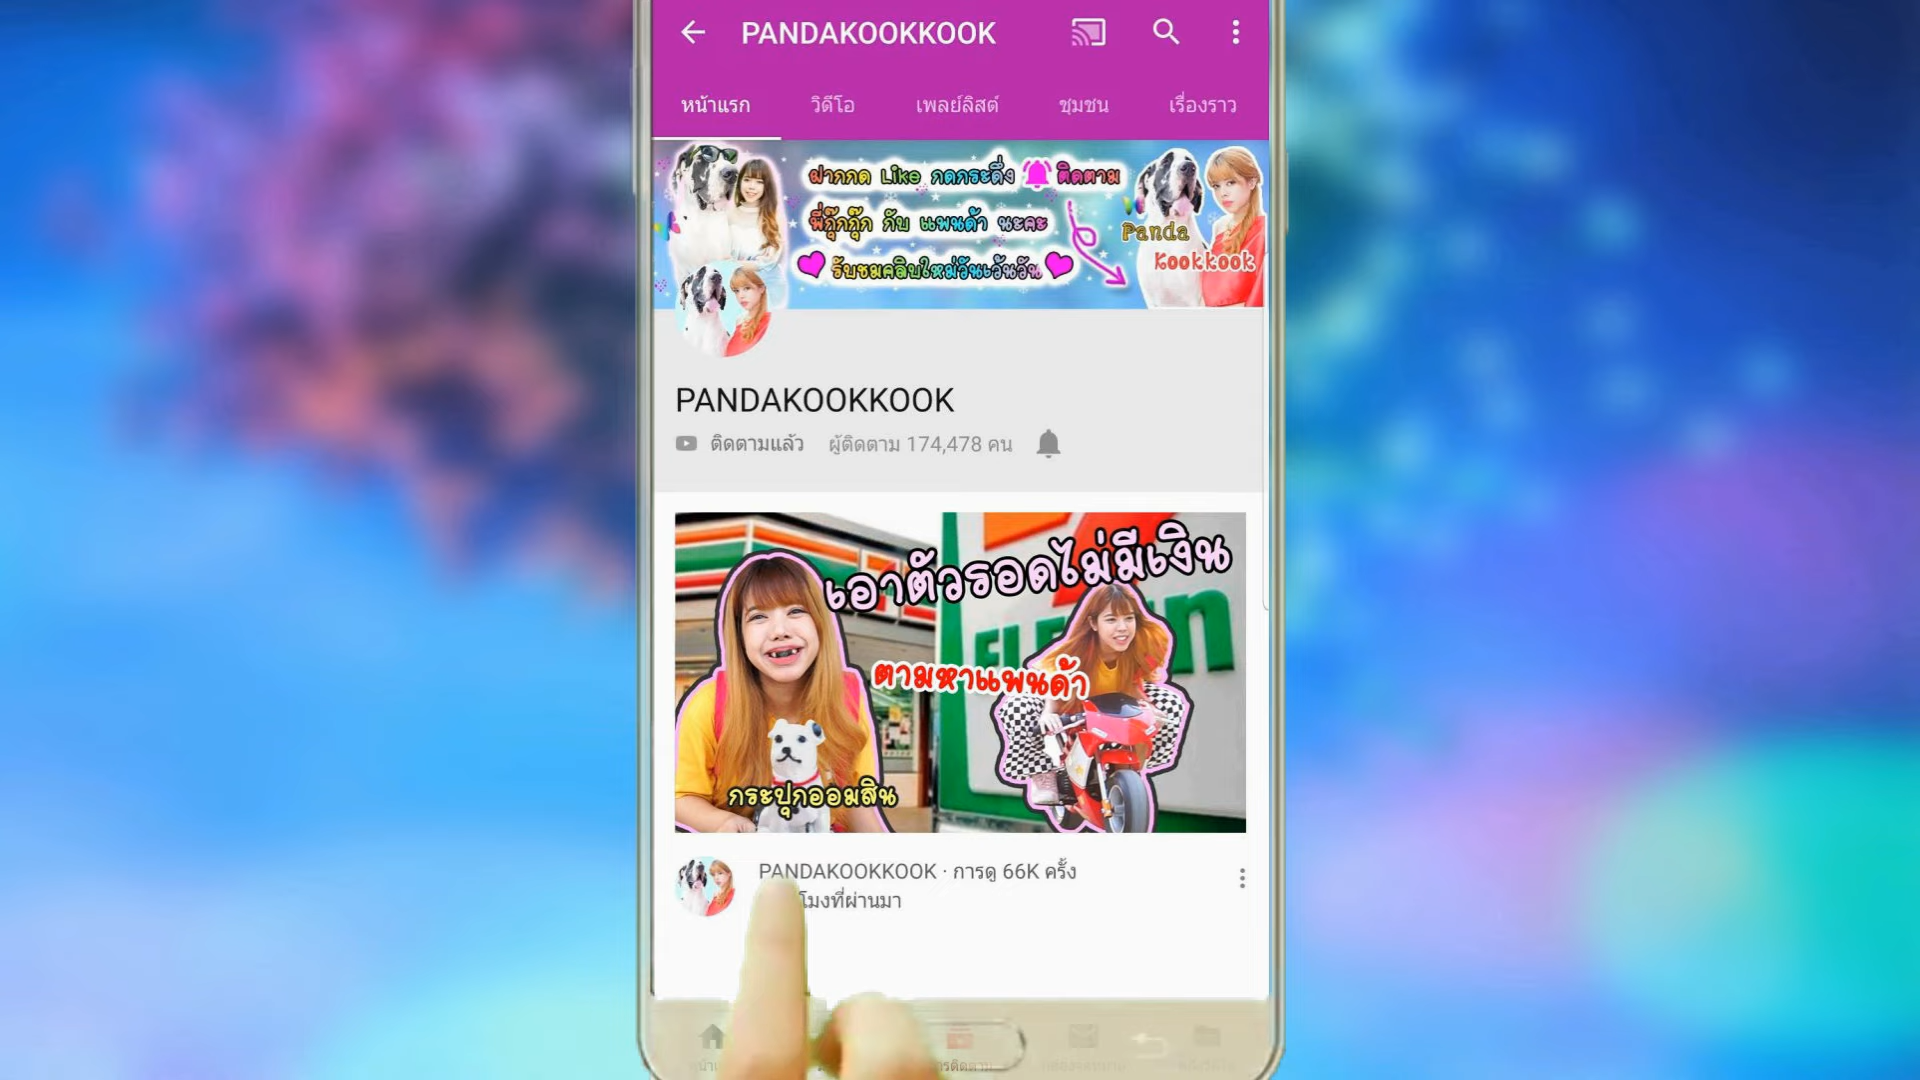 PANDAKOOKKOOK
หน้าแรก วิดีโอ เพลย์ลิสต์ ชุมชน เรื่องราว
ฝากกด Like กดกระดิ่ง ติดตาม
พี่กุ๊กกุ๊ก กับ แพนด้า นะคะ
รับชมคลิปใหม่วันเว้นวัน
Panda
kookkook
PANDAKOOKKOOK
ติดตามแล้ว ผู้ติดตาม 174,478 คน
เอาตัวรอดไม่มีเงิน
ตามหาแพนด้า
กระปุกออมสิน
PANDAKOOKKOOK · การดู 66K ครั้ง
โมงที่ผ่านมา